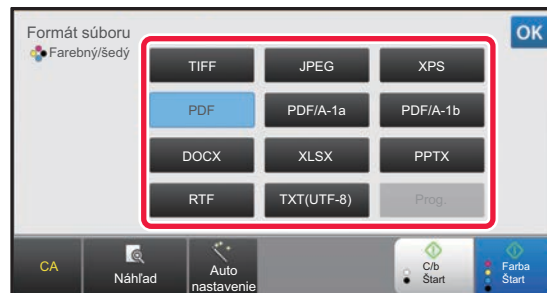 Formát súboru
OK
Farebný/šedý
TIFF
JPEG
XPS
PDF
PDF/A-1a
PDF/A-1b
DOCX
XLSX
PPTX
RTF
TXT(UTF-8)
Prog.
CA
Náhľad
Auto
nastavenie
C/b
Štart
Farba
Štart